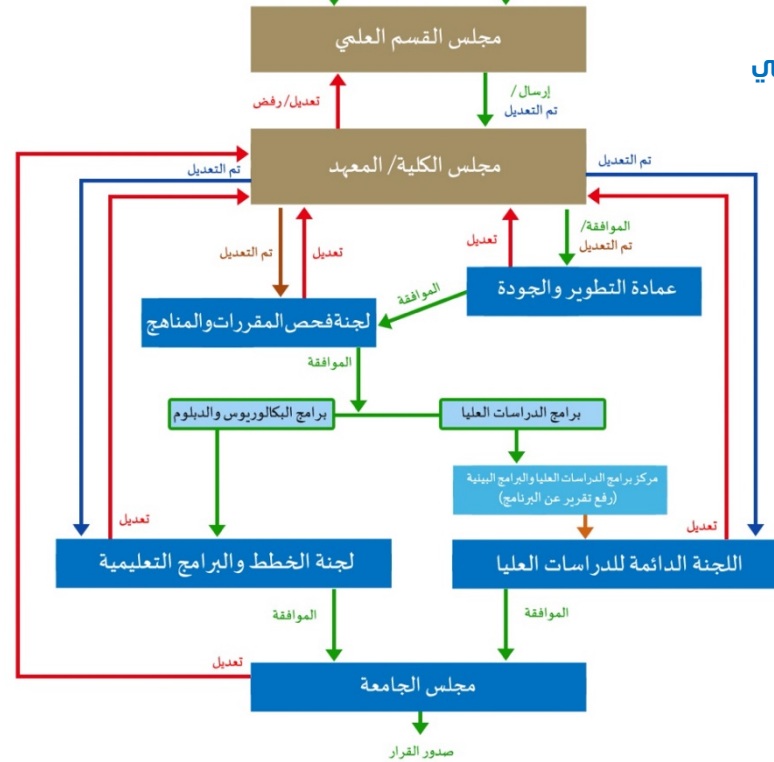 مجلس القسم العلمي
ي
تعديل/رفض
إرسال/
تم التعديل
مجلس الكلية/ المعهد
تم التعديل
تم التعديل
تم التعديل
تعديل
تعديل
الموافقة/
تم التعديل
عمادة التطوير والجودة
الموافقة
لجنة فحص المقررات والمناهج
الموافقة
برامج الدراسات العليا
برامج البكالوريوس والدبلوم
مركز برامج الدراسات العليا والبرامج البينية
(رفع تقرير عن البرنامج)
تعديل
تعديل
اللجنة الدائمة للدراسات العليا
لجنة الخطط والبرامج التعليمية
الموافقة
الموافقة
تعديل
مجلس الجامعة
صدور القرار